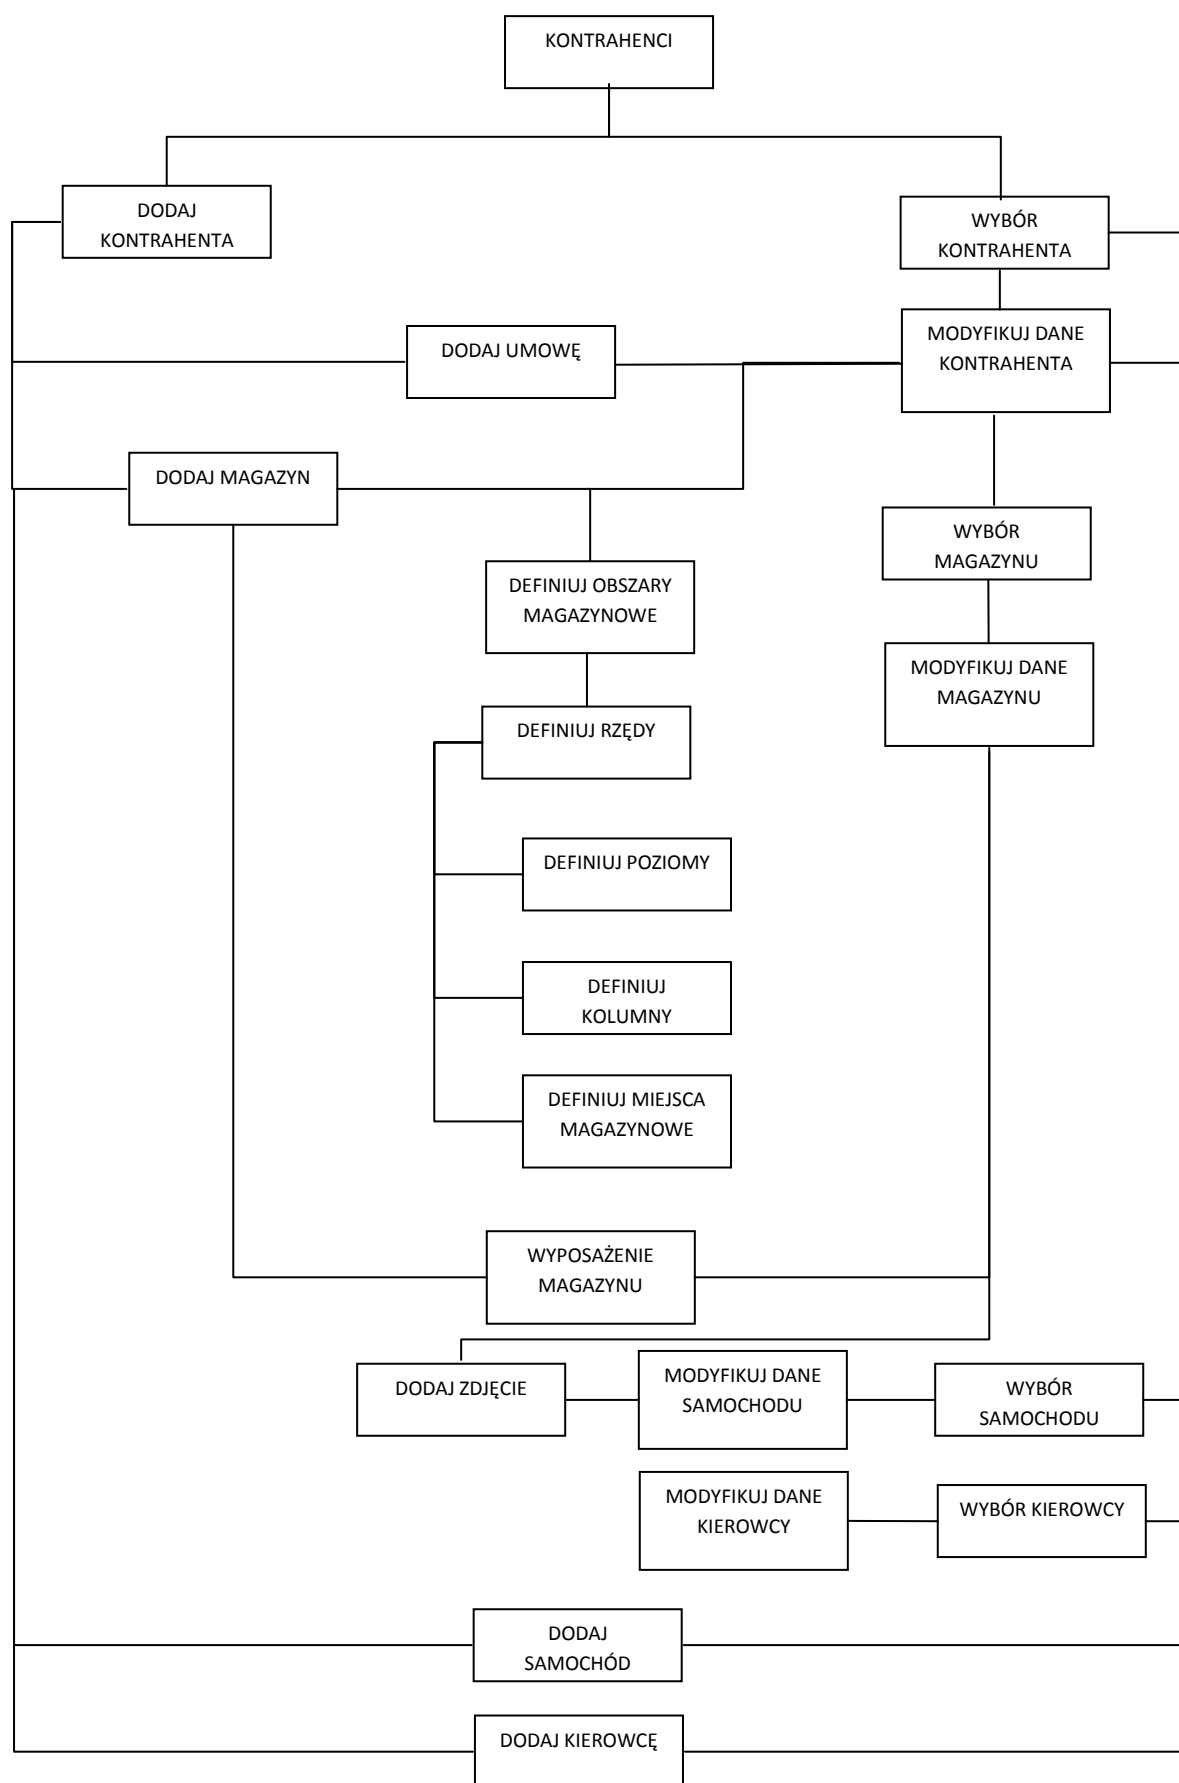 KONTRAHENCI
DODAJ
KONTRAHENTA
WYBÓR
KONTRAHENTA
DODAJ UMOWĘ
MODYFIKUJ DANE
KONTRAHENTA
DODAJ MAGAZYN
WYBÓR
MAGAZYNU
DEFINIUJ OBSZARY
MAGAZYNOWE
MODYFIKUJ DANE
MAGAZYNU
DEFINIUJ RZĘDY
DEFINIUJ POZIOMY
DEFINIUJ
KOLUMNY
DEFINIUJ MIEJSCA
MAGAZYNOWE
WYPOSAŻENIE
MAGAZYNU
DODAJ ZDJĘCIE
MODYFIKUJ DANE
SAMOCHODU
WYBÓR
SAMOCHODU
MODYFIKUJ DANE
KIEROWCY
WYBÓR KIEROWCY
DODAJ
SAMOCHÓD
DODAJ KIEROWCĘ